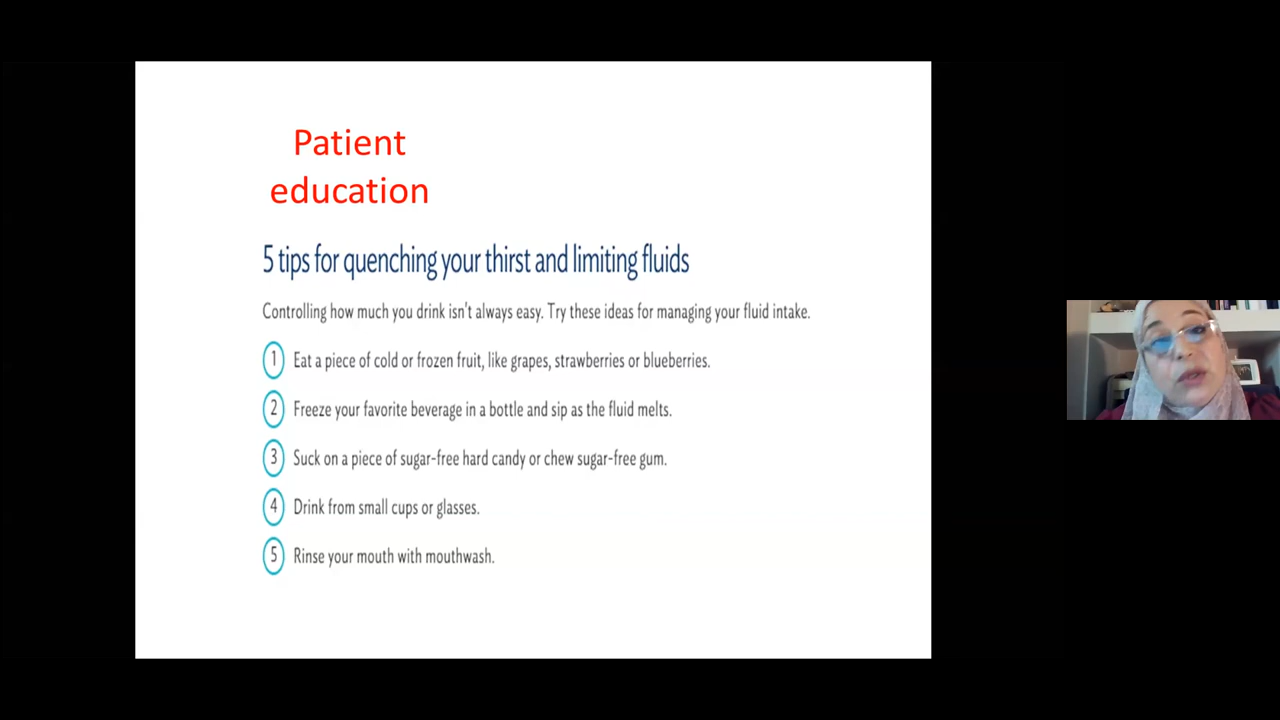 Patient
education
5 tips for quenching your thirst and limiting fluids
Controlling how much you drink isn't always easy. Try these ideas for managing your fluid intake.
1 Eat a piece of cold or frozen fruit, like grapes, strawberries or blueberries.
2 Freeze your favorite beverage in a bottle and sip as the fluid melts.
3 Suck on a piece of sugar-free hard candy or chew sugar-free gum.
4 Drink from small cups or glasses.
5 Rinse your mouth with mouthwash.